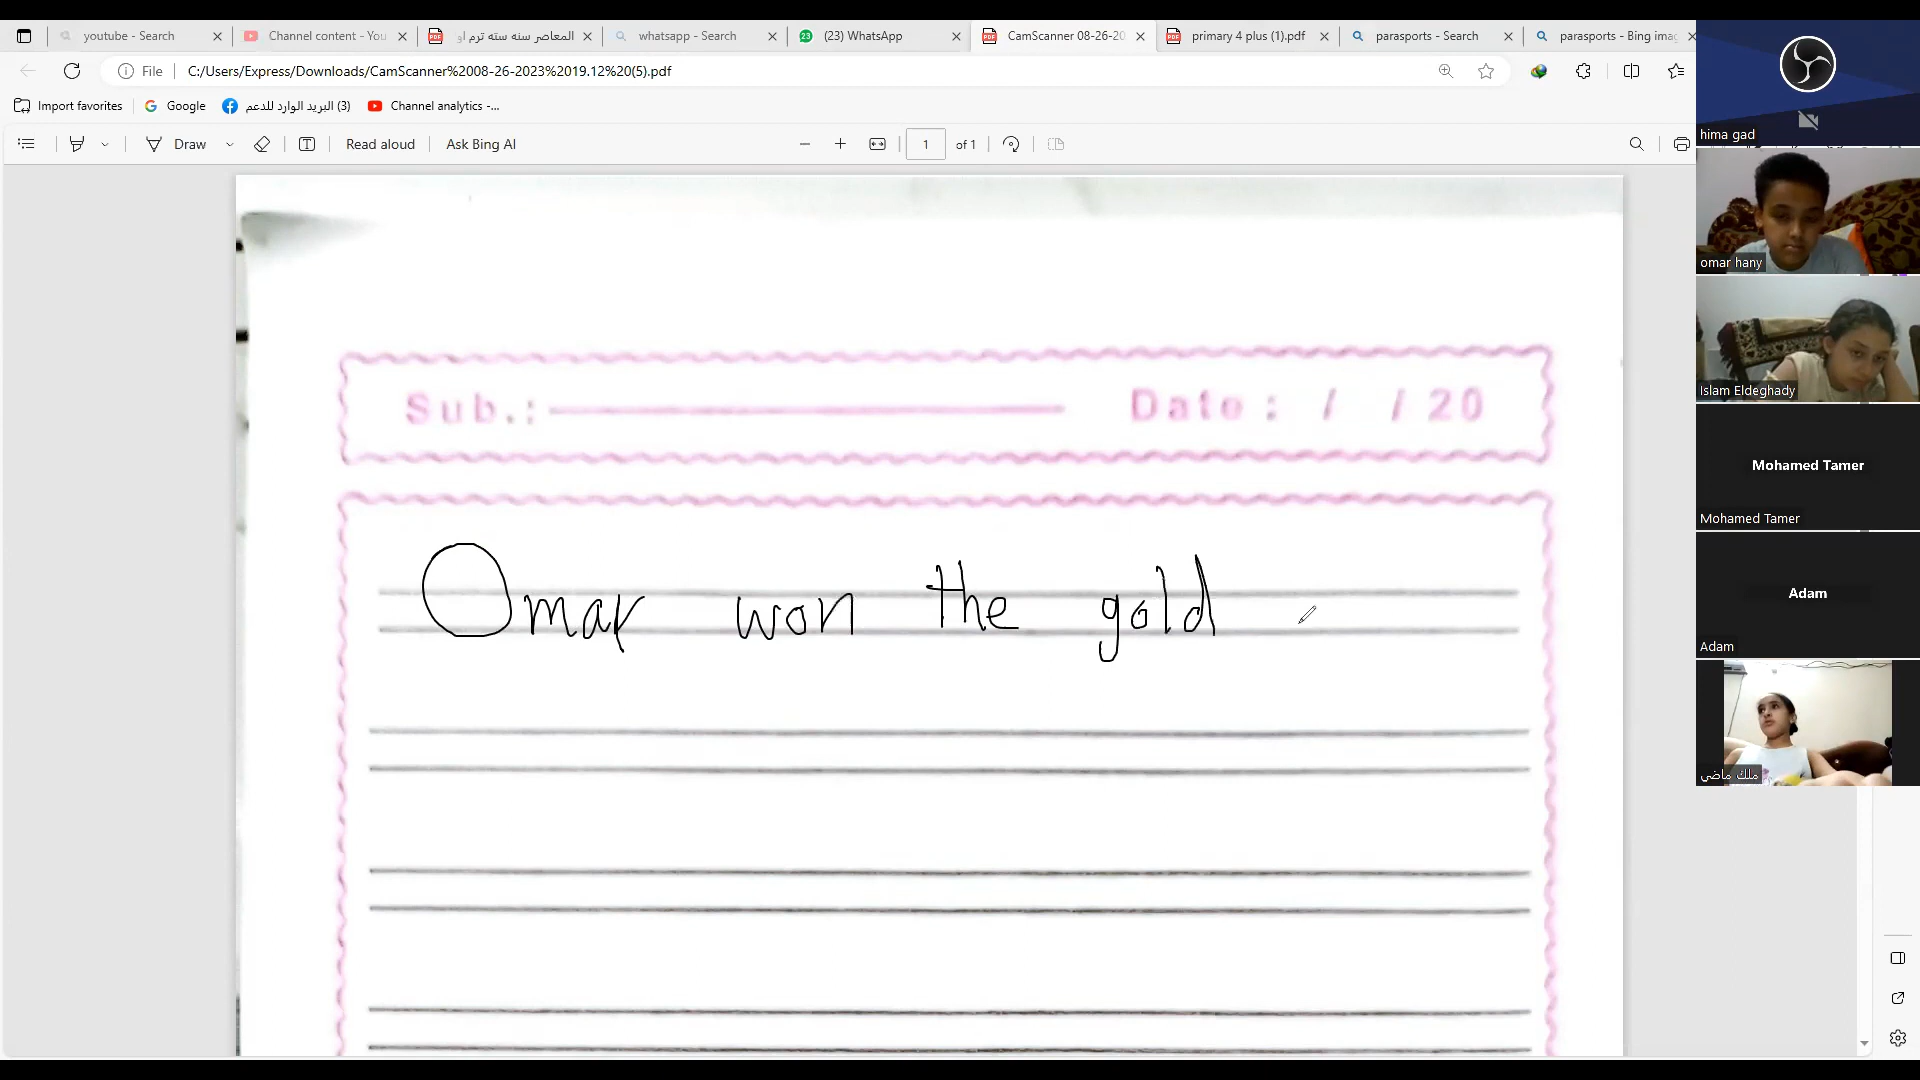 youtube - Search
Channel content - You
المعاصر سنه سته ترم او
whatsapp - Search
(23) WhatsApp
CamScanner 08-26-20
primary 4 plus (1).pdf
parasports - Search
parasports - Bing imag
File
C:/Users/Express/Downloads/CamScanner%2008-26-2023%2019.12%20(5).pdf
Import favorites
Google
(3) البريد الوارد للدعم
Channel analytics -...
Draw
Read aloud
Ask Bing AI
1
of 1
Sub.:
Date : / / 20
Omar won the gold
hima gad
omar hany
Islam Eldeghady
Mohamed Tamer
Mohamed Tamer
Adam
Adam
ملك ماضي